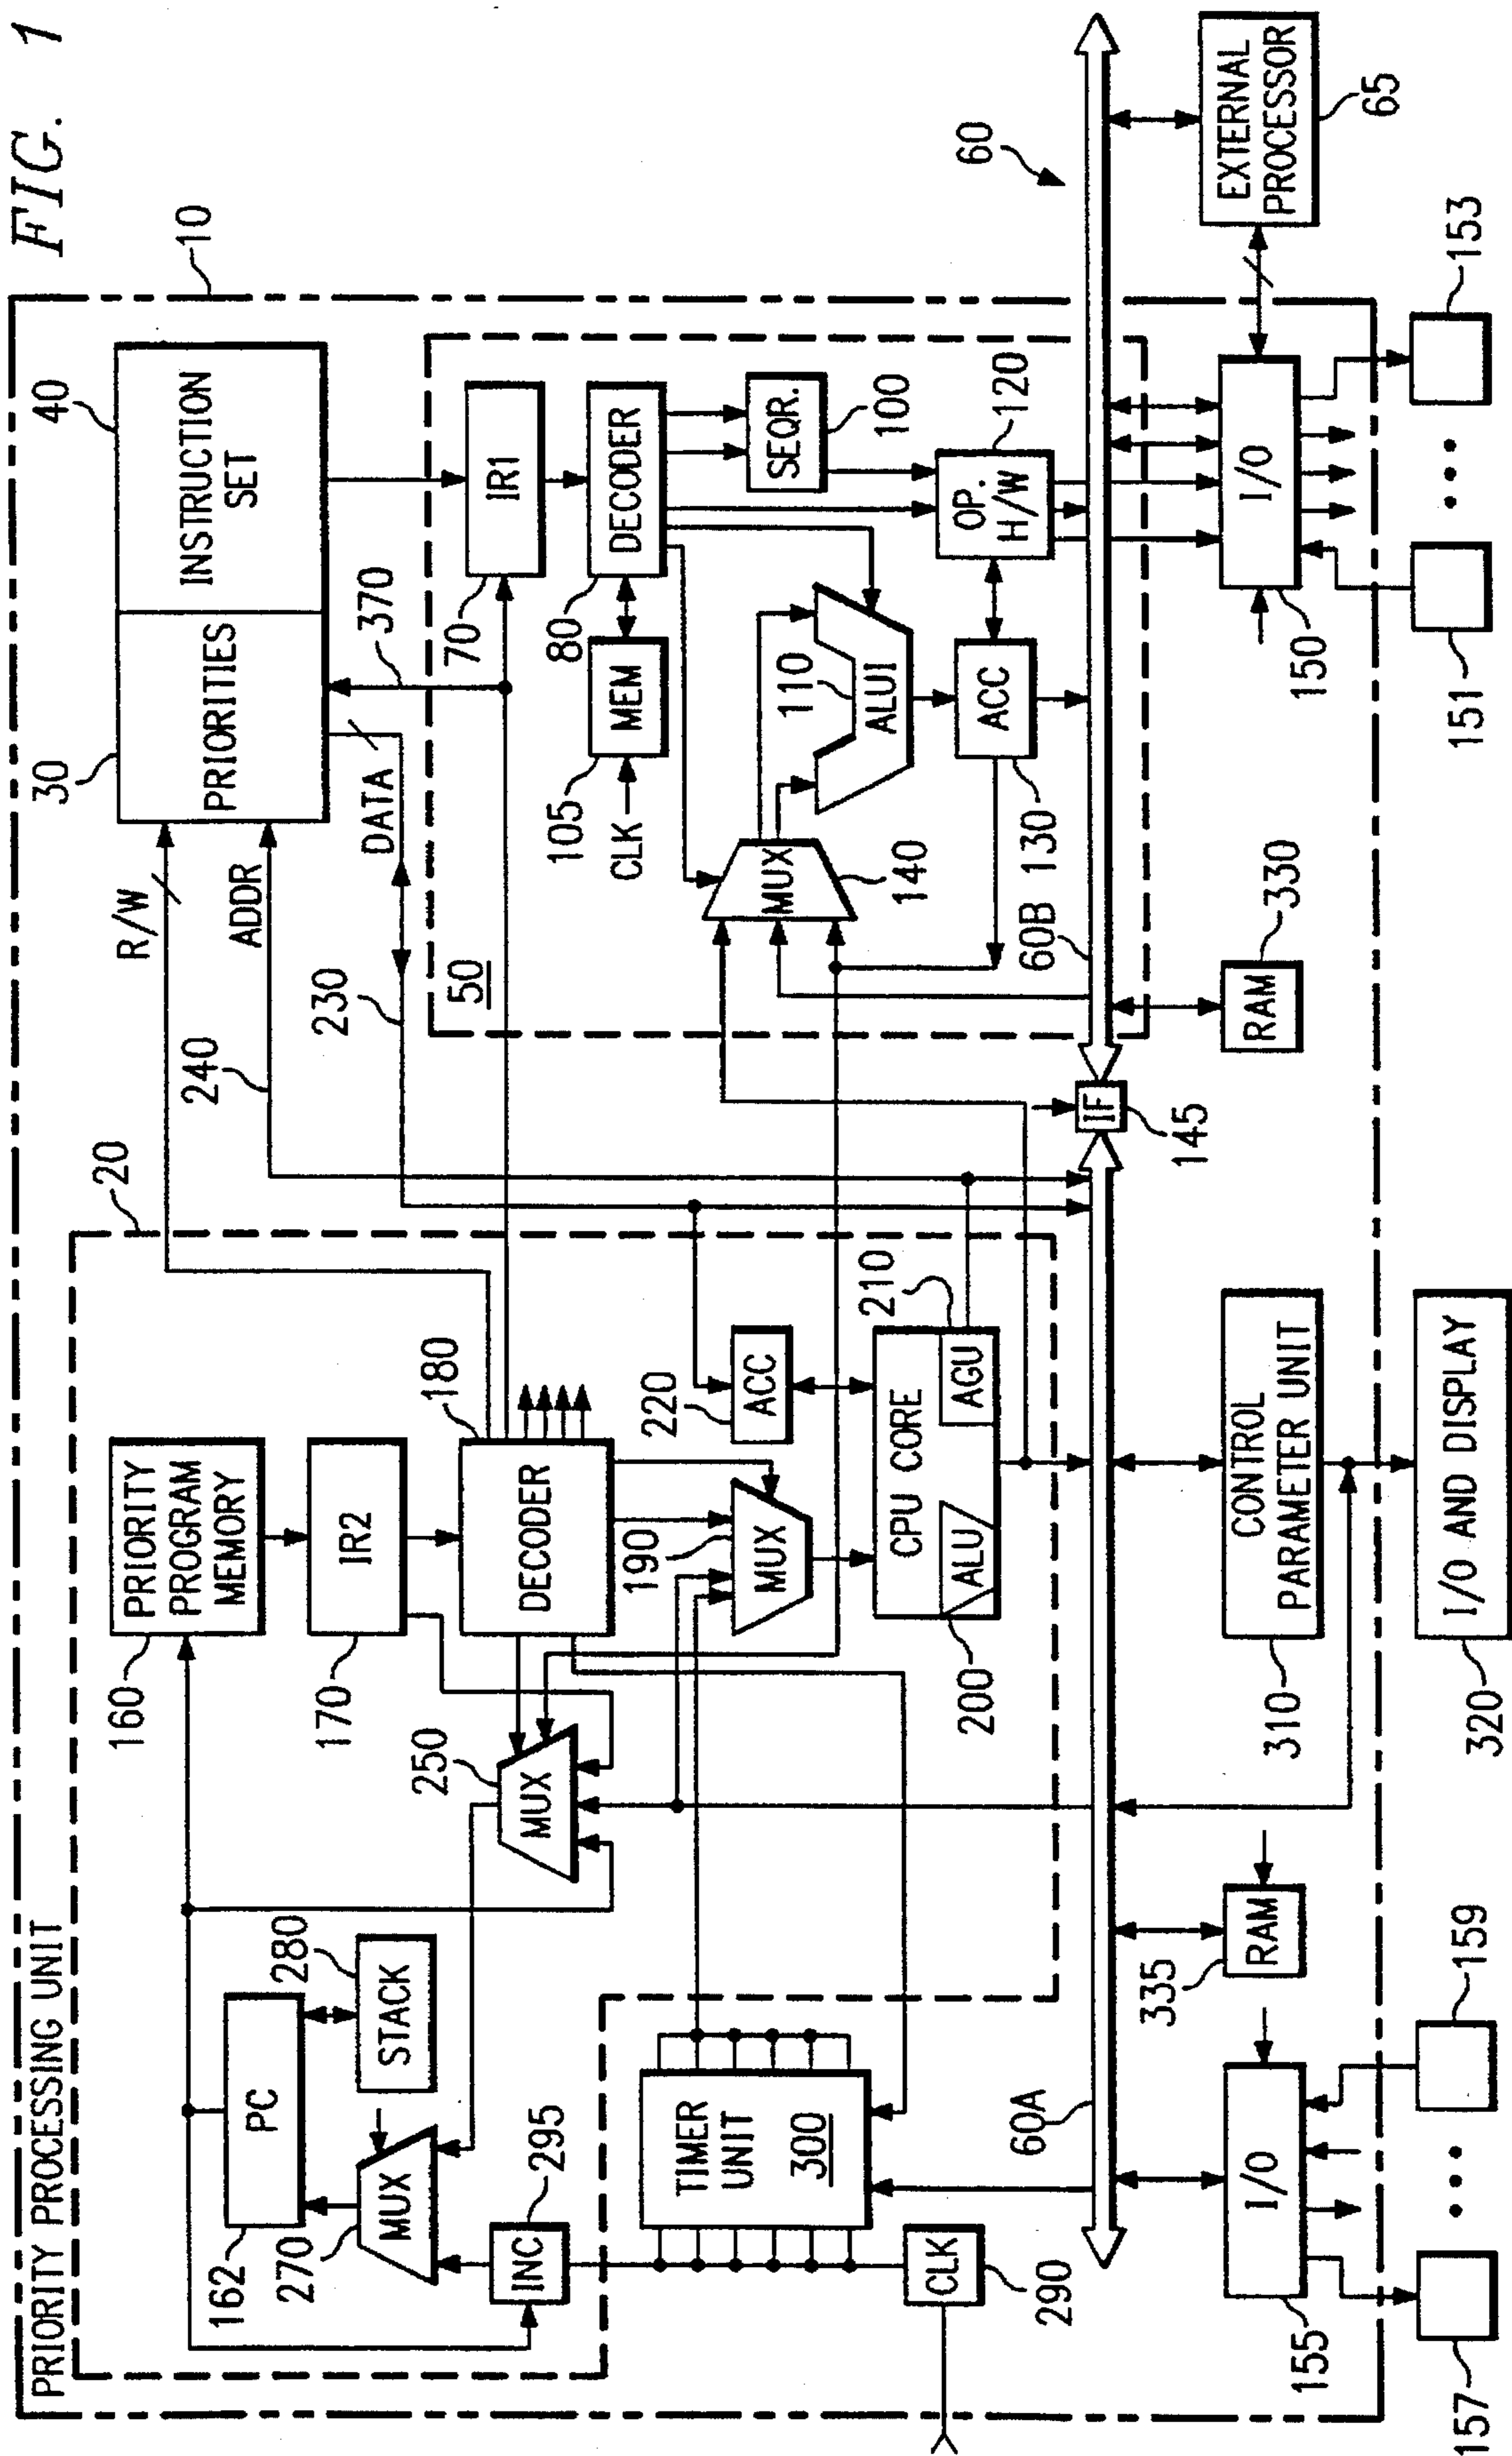 FIG. 1
PRIORITY PROCESSING UNIT
20
10
30
40
PRIORITIES
INSTRUCTION
SET
R/W
ADDR
DATA
240
230
370
162
PC
280
STACK
270
MUX
295
INC
250
MUX
160
PRIORITY
PROGRAM
MEMORY
170
IR2
180
DECODER
190
MUX
220
ACC
200
CPU CORE
ALU
AGU
210
50
70
IR1
80
DECODER
105
MEM
CLK
SEQR.
100
MUX
140
110
ALUI
OP.
H/W
120
ACC
130
TIMER
UNIT
300
CLK
290
60A
60B
60
IF
145
155
I/O
157
159
335
RAM
310
CONTROL
PARAMETER UNIT
320
I/O AND DISPLAY
RAM
330
150
I/O
151
153
EXTERNAL
PROCESSOR
65